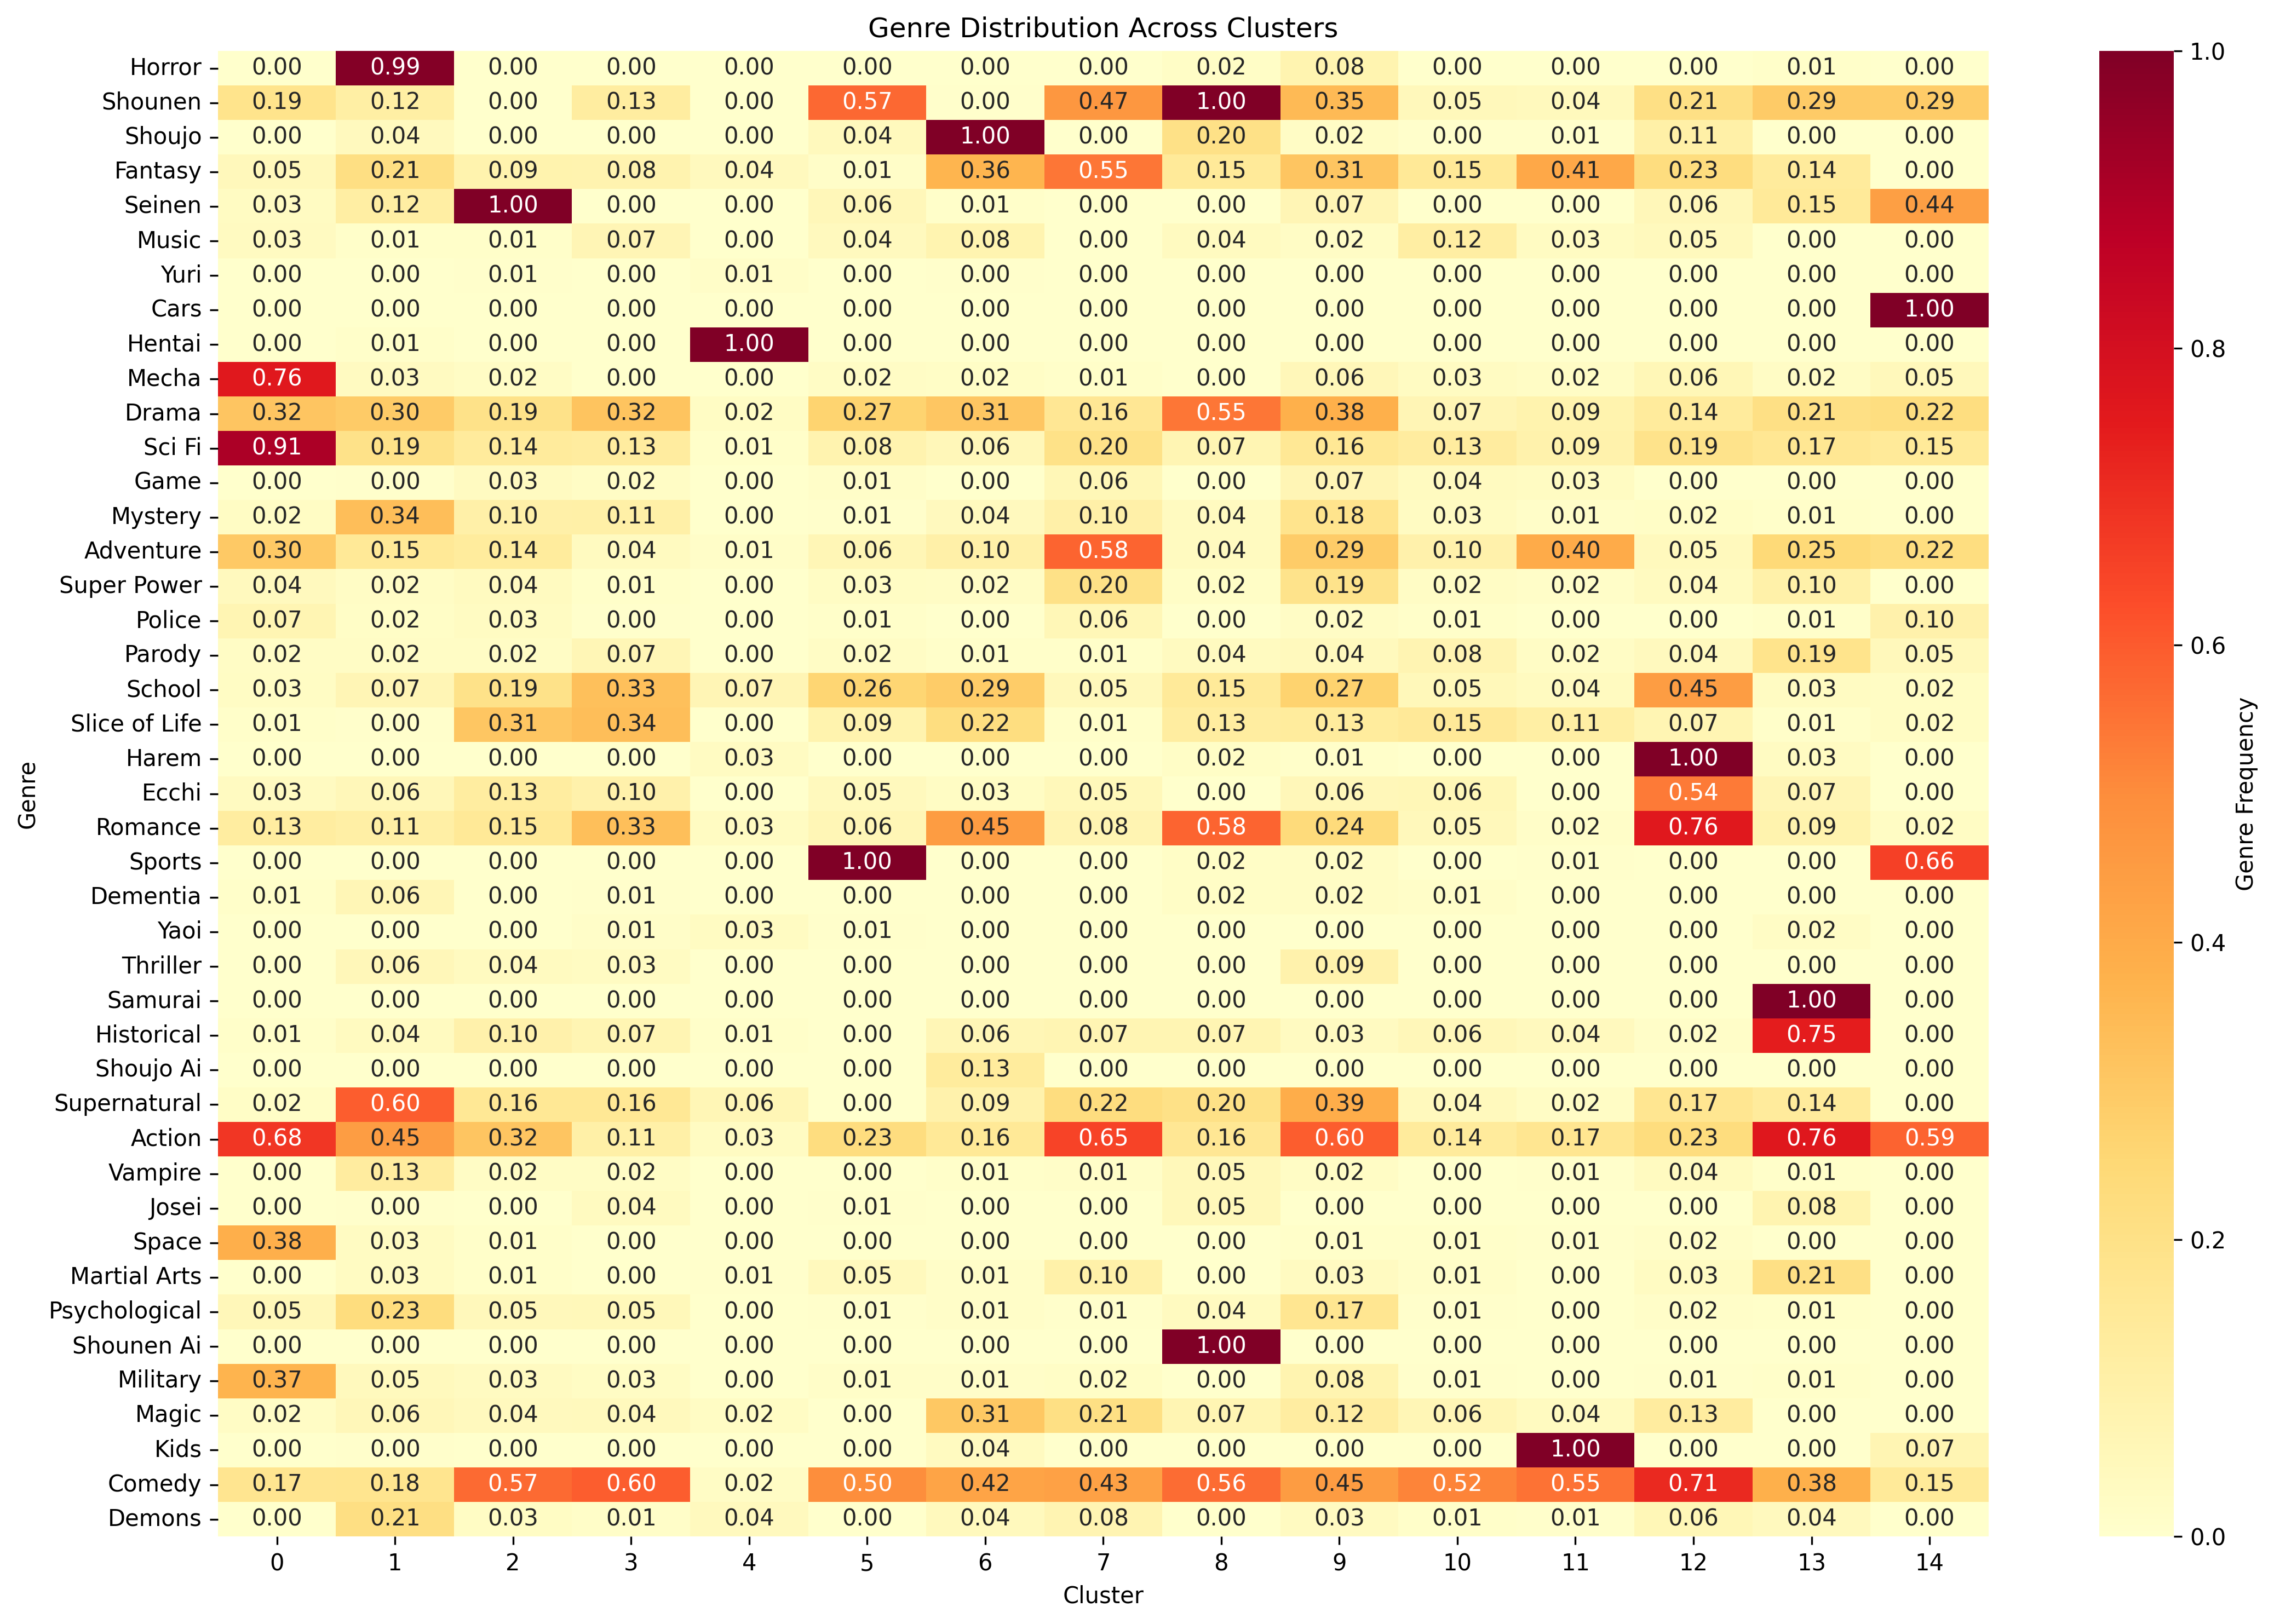 Genre Distribution Across Clusters
Horror 0.00 0.99 0.00 0.00 0.00 0.00 0.00 0.00 0.02 0.08 0.00 0.00 0.00 0.01 0.00
Shounen 0.19 0.12 0.00 0.13 0.00 0.57 0.00 0.47 1.00 0.35 0.05 0.04 0.21 0.29 0.29
Shoujo 0.00 0.04 0.00 0.00 0.00 0.04 1.00 0.00 0.20 0.02 0.00 0.01 0.11 0.00 0.00
Fantasy 0.05 0.21 0.09 0.08 0.04 0.01 0.36 0.55 0.15 0.31 0.15 0.41 0.23 0.14 0.00
Seinen 0.03 0.12 1.00 0.00 0.00 0.06 0.01 0.00 0.00 0.07 0.00 0.00 0.06 0.15 0.44
Music 0.03 0.01 0.01 0.07 0.00 0.04 0.08 0.00 0.04 0.02 0.12 0.03 0.05 0.00 0.00
Yuri 0.00 0.00 0.01 0.00 0.01 0.00 0.00 0.00 0.00 0.00 0.00 0.00 0.00 0.00 0.00
Cars 0.00 0.00 0.00 0.00 0.00 0.00 0.00 0.00 0.00 0.00 0.00 0.00 0.00 0.00 1.00
Hentai 0.00 0.01 0.00 0.00 1.00 0.00 0.00 0.00 0.00 0.00 0.00 0.00 0.00 0.00 0.00
Mecha 0.76 0.03 0.02 0.00 0.00 0.02 0.02 0.01 0.00 0.06 0.03 0.02 0.06 0.02 0.05
Drama 0.32 0.30 0.19 0.32 0.02 0.27 0.31 0.16 0.55 0.38 0.07 0.09 0.14 0.21 0.22
Sci Fi 0.91 0.19 0.14 0.13 0.01 0.08 0.06 0.20 0.07 0.16 0.13 0.09 0.19 0.17 0.15
Game 0.00 0.00 0.03 0.02 0.00 0.01 0.00 0.06 0.00 0.07 0.04 0.03 0.00 0.00 0.00
Mystery 0.02 0.34 0.10 0.11 0.00 0.01 0.04 0.10 0.04 0.18 0.03 0.01 0.02 0.01 0.00
Adventure 0.30 0.15 0.14 0.04 0.01 0.06 0.10 0.58 0.04 0.29 0.10 0.40 0.05 0.25 0.22
Super Power 0.04 0.02 0.04 0.01 0.00 0.03 0.02 0.20 0.02 0.19 0.02 0.02 0.04 0.10 0.00
Police 0.07 0.02 0.03 0.00 0.00 0.01 0.00 0.06 0.00 0.02 0.01 0.00 0.00 0.01 0.10
Parody 0.02 0.02 0.02 0.07 0.00 0.02 0.01 0.01 0.04 0.04 0.08 0.02 0.04 0.19 0.05
School 0.03 0.07 0.19 0.33 0.07 0.26 0.29 0.05 0.15 0.27 0.05 0.04 0.45 0.03 0.02
Slice of Life 0.01 0.00 0.31 0.34 0.00 0.09 0.22 0.01 0.13 0.13 0.15 0.11 0.07 0.01 0.02
Harem 0.00 0.00 0.00 0.00 0.03 0.00 0.00 0.00 0.02 0.01 0.00 0.00 1.00 0.03 0.00
Ecchi 0.03 0.06 0.13 0.10 0.00 0.05 0.03 0.05 0.00 0.06 0.06 0.00 0.54 0.07 0.00
Romance 0.13 0.11 0.15 0.33 0.03 0.06 0.45 0.08 0.58 0.24 0.05 0.02 0.76 0.09 0.02
Sports 0.00 0.00 0.00 0.00 0.00 1.00 0.00 0.00 0.02 0.02 0.00 0.01 0.00 0.00 0.66
Dementia 0.01 0.06 0.00 0.01 0.00 0.00 0.00 0.00 0.02 0.02 0.01 0.00 0.00 0.00 0.00
Yaoi 0.00 0.00 0.00 0.01 0.03 0.01 0.00 0.00 0.00 0.00 0.00 0.00 0.00 0.02 0.00
Thriller 0.00 0.06 0.04 0.03 0.00 0.00 0.00 0.00 0.00 0.09 0.00 0.00 0.00 0.00 0.00
Samurai 0.00 0.00 0.00 0.00 0.00 0.00 0.00 0.00 0.00 0.00 0.00 0.00 0.00 1.00 0.00
Historical 0.01 0.04 0.10 0.07 0.01 0.00 0.06 0.07 0.07 0.03 0.06 0.04 0.02 0.75 0.00
Shoujo Ai 0.00 0.00 0.00 0.00 0.00 0.00 0.13 0.00 0.00 0.00 0.00 0.00 0.00 0.00 0.00
Supernatural 0.02 0.60 0.16 0.16 0.06 0.00 0.09 0.22 0.20 0.39 0.04 0.02 0.17 0.14 0.00
Action 0.68 0.45 0.32 0.11 0.03 0.23 0.16 0.65 0.16 0.60 0.14 0.17 0.23 0.76 0.59
Vampire 0.00 0.13 0.02 0.02 0.00 0.00 0.01 0.01 0.05 0.02 0.00 0.01 0.04 0.01 0.00
Josei 0.00 0.00 0.00 0.04 0.00 0.01 0.00 0.00 0.05 0.00 0.00 0.00 0.00 0.08 0.00
Space 0.38 0.03 0.01 0.00 0.00 0.00 0.00 0.00 0.00 0.01 0.01 0.01 0.02 0.00 0.00
Martial Arts 0.00 0.03 0.01 0.00 0.01 0.05 0.01 0.10 0.00 0.03 0.01 0.00 0.03 0.21 0.00
Psychological 0.05 0.23 0.05 0.05 0.00 0.01 0.01 0.01 0.04 0.17 0.01 0.00 0.02 0.01 0.00
Shounen Ai 0.00 0.00 0.00 0.00 0.00 0.00 0.00 0.00 1.00 0.00 0.00 0.00 0.00 0.00 0.00
Military 0.37 0.05 0.03 0.03 0.00 0.01 0.01 0.02 0.00 0.08 0.01 0.00 0.01 0.01 0.00
Magic 0.02 0.06 0.04 0.04 0.02 0.00 0.31 0.21 0.07 0.12 0.06 0.04 0.13 0.00 0.00
Kids 0.00 0.00 0.00 0.00 0.00 0.00 0.04 0.00 0.00 0.00 0.00 1.00 0.00 0.00 0.07
Comedy 0.17 0.18 0.57 0.60 0.02 0.50 0.42 0.43 0.56 0.45 0.52 0.55 0.71 0.38 0.15
Demons 0.00 0.21 0.03 0.01 0.04 0.00 0.04 0.08 0.00 0.03 0.01 0.01 0.06 0.04 0.00
0 1 2 3 4 5 6 7 8 9 10 11 12 13 14
Cluster
Genre
1.0
0.8
0.6
0.4
0.2
0.0
Genre Frequency